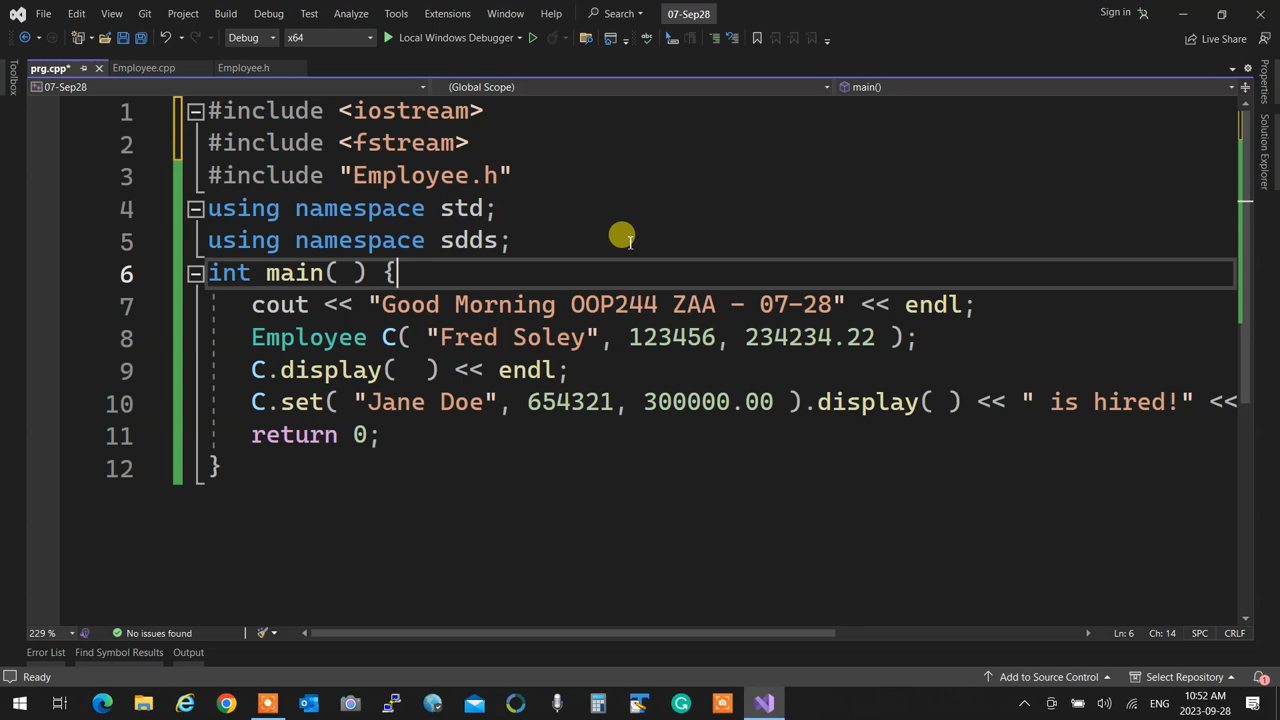 File Edit View Git Project Build Debug Test Analyze Tools Extensions Window Help Search 07-Sep28 Sign in
Debug x64 Local Windows Debugger Live Share
prg.cpp* Employee.cpp Employee.h
07-Sep28 (Global Scope) main()
Toolbox
Properties
Solution Explorer
1 #include <iostream>
2 #include <fstream>
3 #include "Employee.h"
4 using namespace std;
5 using namespace sdds;
6 int main( ) {
7 cout << "Good Morning OOP244 ZAA - 07-28" << endl;
8 Employee C( "Fred Soley", 123456, 234234.22 );
9 C.display(  ) << endl;
10 C.set( "Jane Doe", 654321, 300000.00 ).display( ) << " is hired!" <<
11 return 0;
12 }
229 % No issues found Ln: 6 Ch: 14 SPC CRLF
Error List Find Symbol Results Output
Ready Add to Source Control Select Repository 1
ENG 10:52 AM
2023-09-28